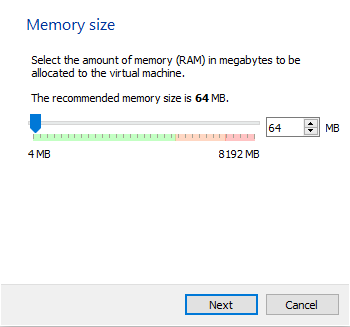 Memory size
Select the amount of memory (RAM) in megabytes to be
allocated to the virtual machine.
The recommended memory size is 64 MB.
64 MB
4 MB 8192 MB
Next Cancel